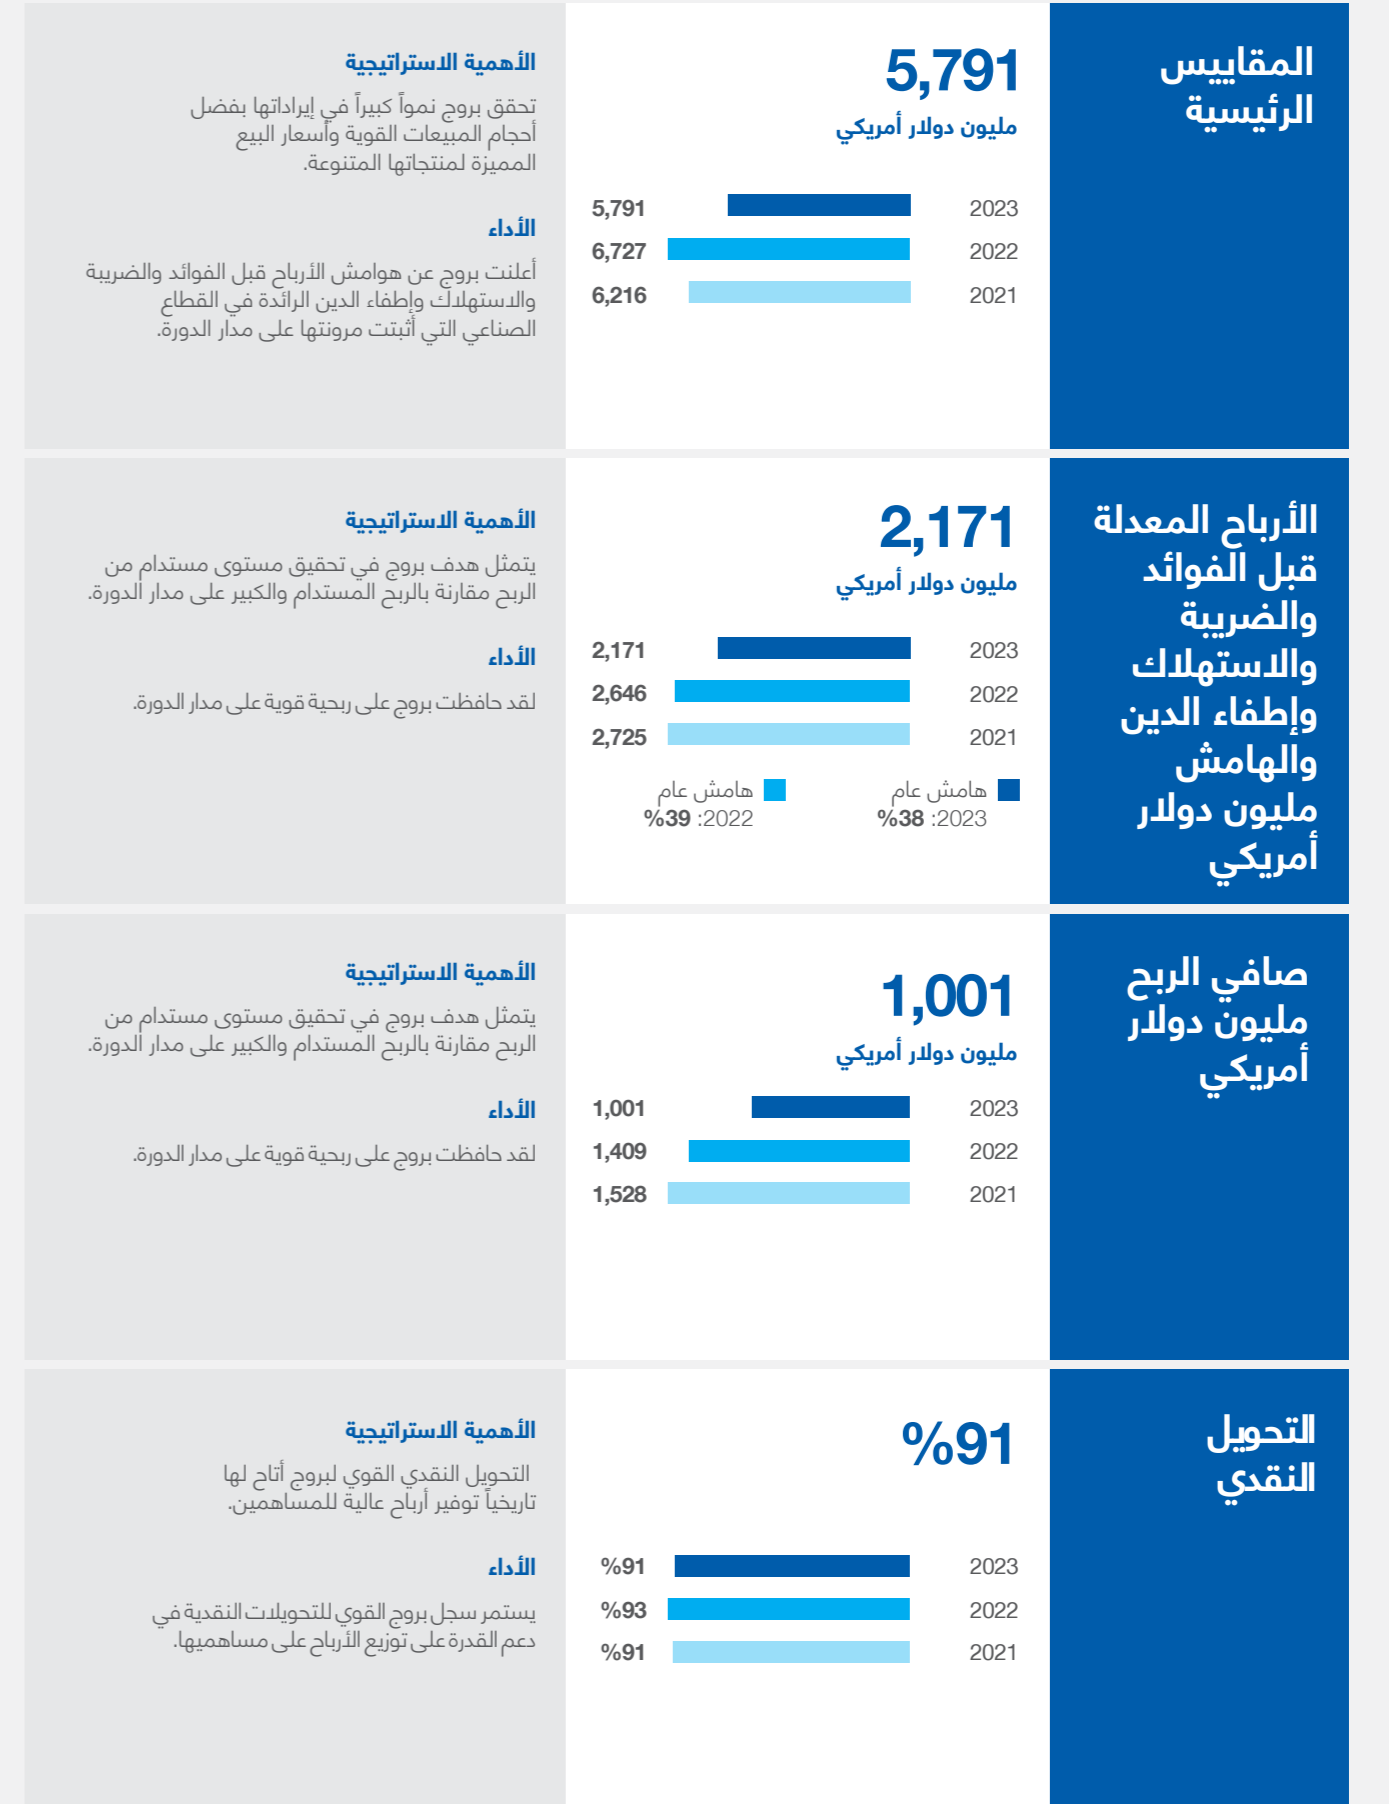 المقاييس
الرئيسية
5,791
مليون دولار أمريكي
2023 5,791
2022 6,727
2021 6,216
الأهمية الاستراتيجية
تحقق بروج نمواً كبيراً في إيراداتها بفضل
أحجام المبيعات القوية وأسعار البيع
المميزة لمنتجاتها المتنوعة.
الأداء
أعلنت بروج عن هوامش الأرباح قبل الفوائد والضريبة
والاستهلاك وإطفاء الدين الرائدة في القطاع
الصناعي التي أثبتت مرونتها على مدار الدورة.
الأرباح المعدلة
قبل الفوائد
والضريبة
والاستهلاك
وإطفاء الدين
والهامش
مليون دولار
أمريكي
2,171
مليون دولار أمريكي
2023 2,171
2022 2,646
2021 2,725
هامش عام
2023: %38
هامش عام
2022: %39
الأهمية الاستراتيجية
يتمثل هدف بروج في تحقيق مستوى مستدام من
الربح مقارنة بالربح المستدام والكبير على مدار الدورة.
الأداء
لقد حافظت بروج على ربحية قوية على مدار الدورة.
صافي الربح
مليون دولار
أمريكي
1,001
مليون دولار أمريكي
2023 1,001
2022 1,409
2021 1,528
الأهمية الاستراتيجية
يتمثل هدف بروج في تحقيق مستوى مستدام من
الربح مقارنة بالربح المستدام والكبير على مدار الدورة.
الأداء
لقد حافظت بروج على ربحية قوية على مدار الدورة.
التحويل
النقدي
%91
2023 %91
2022 %93
2021 %91
الأهمية الاستراتيجية
التحويل النقدي القوي لبروج أتاح لها
تاريخياً توفير أرباح عالية للمساهمين.
الأداء
يستمر سجل بروج القوي للتحويلات النقدية في
دعم القدرة على توزيع الأرباح على مساهميها.